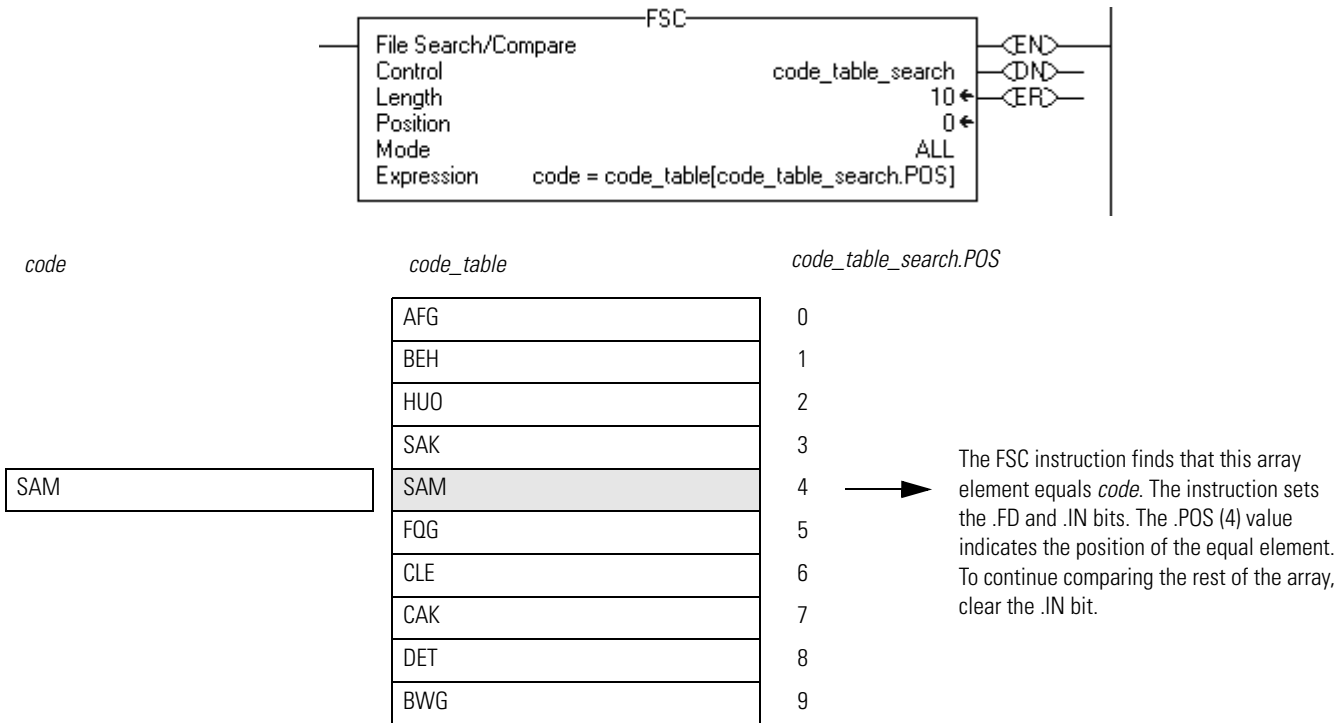 FSC
File Search/Compare
Control code_table_search
Length 10
Position 0
Mode ALL
Expression code = code_table[code_table_search.POS]
EN
DN
ER
code code_table code_table_search.POS
AFG 0
BEH 1
HUO 2
SAK 3
SAM SAM 4
FQG 5
CLE 6
CAK 7
DET 8
BWG 9
The FSC instruction finds that this array
element equals code. The instruction sets
the .FD and .IN bits. The .POS (4) value
indicates the position of the equal element.
To continue comparing the rest of the array,
clear the .IN bit.